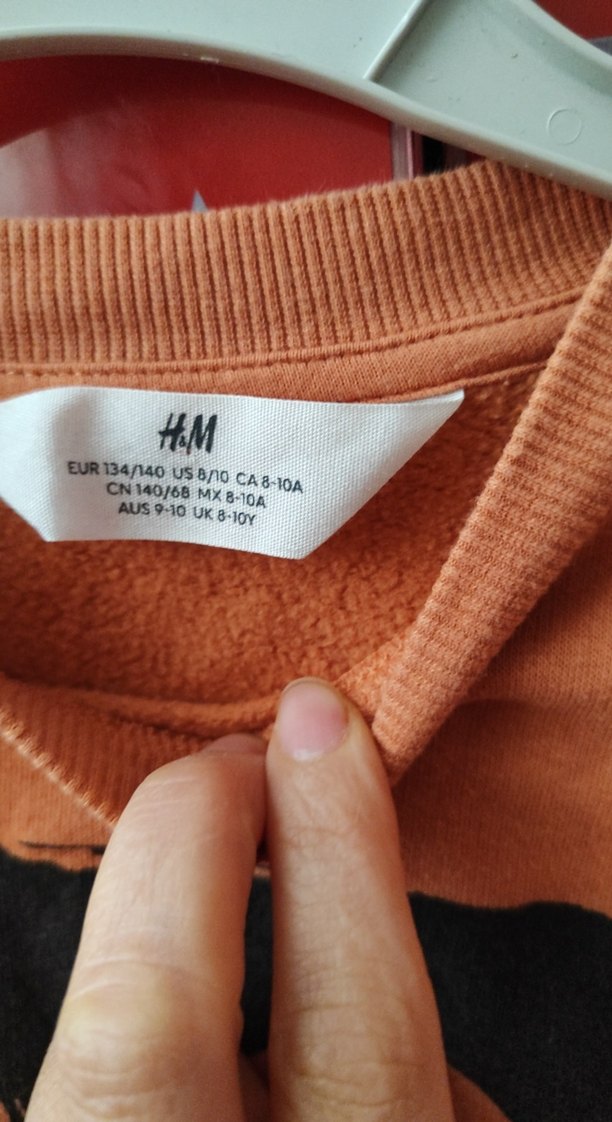 H&M
EUR 134/140 US 8/10 CA 8-10A
CN 140/68 MX 8-10A
AUS 9-10 UK 8-10Y